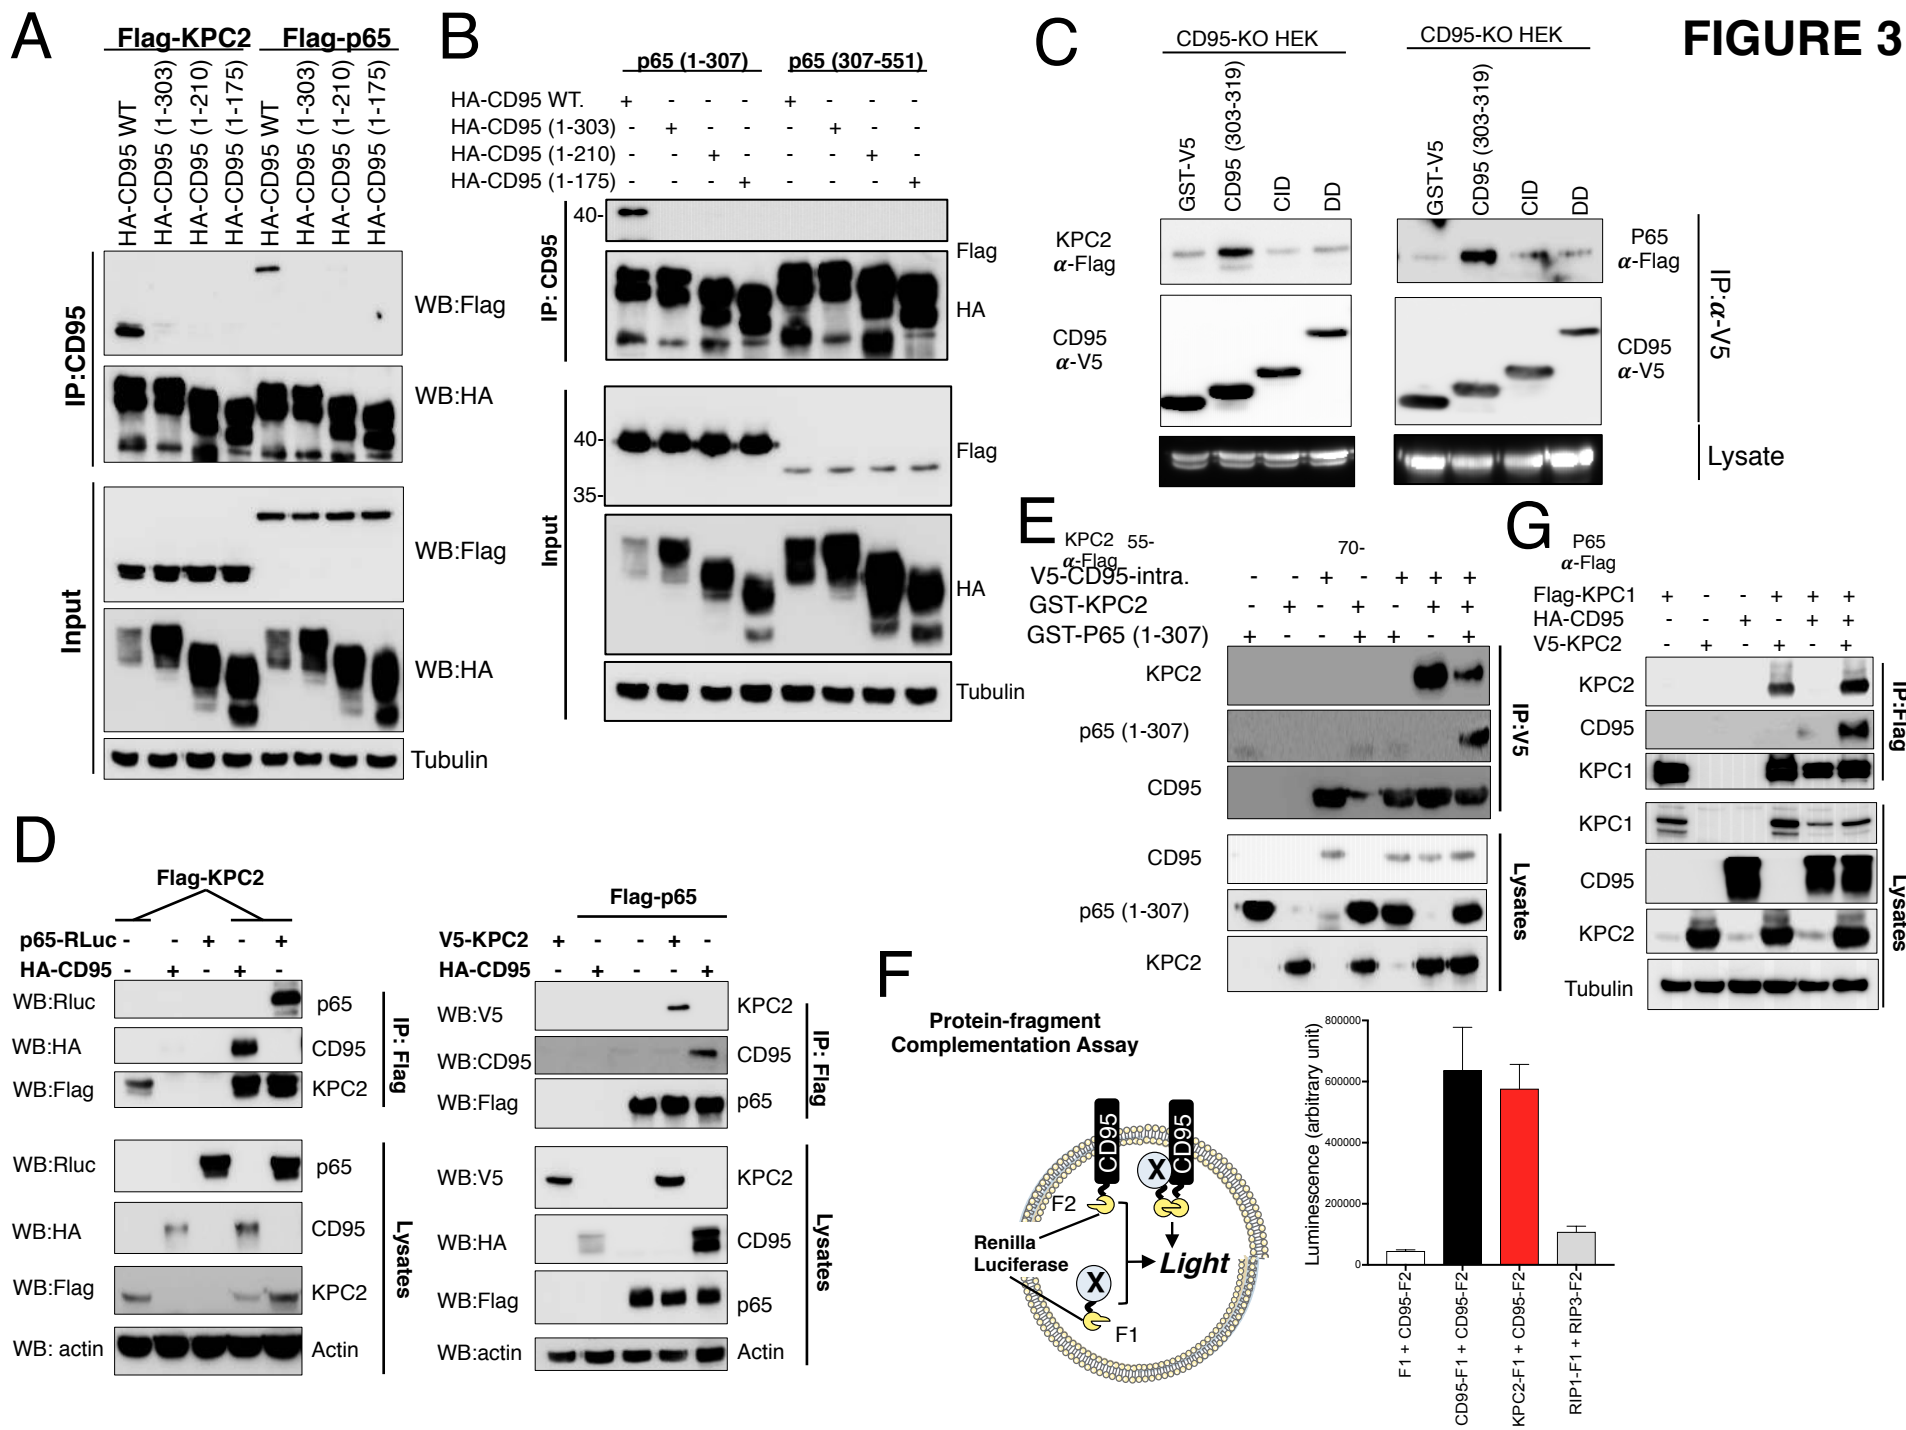 FIGURE 3
A
Flag-KPC2 Flag-p65
HA-CD95 WT
HA-CD95 (1-303)
HA-CD95 (1-210)
HA-CD95 (1-175)
HA-CD95 WT
HA-CD95 (1-303)
HA-CD95 (1-210)
HA-CD95 (1-175)
IP:CD95
WB:Flag
WB:HA
Input
WB:Flag
WB:HA
Tubulin
B
p65 (1-307) p65 (307-551)
HA-CD95 WT. + - - - + - - -
HA-CD95 (1-303) - + - - - + - -
HA-CD95 (1-210) - - + - - - + -
HA-CD95 (1-175) - - - + - - - +
IP: CD95
40-
Flag
HA
Input
40-
Flag
35-
HA
Tubulin
C
CD95-KO HEK CD95-KO HEK
GST-V5
CD95 (303-319)
CID
DD
GST-V5
CD95 (303-319)
CID
DD
KPC2
α-Flag
P65
α-Flag
CD95
α-V5
CD95
α-V5
IP:α-V5
Lysate
D
Flag-KPC2
p65-RLuc - - + - +
HA-CD95 - + - + -
WB:Rluc p65
WB:HA CD95
WB:Flag KPC2
IP: Flag
WB:Rluc p65
WB:HA CD95
WB:Flag KPC2
WB: actin Actin
Lysates
Flag-p65
V5-KPC2 + - - + -
HA-CD95 - + - - +
WB:V5 KPC2
WB:CD95 CD95
WB:Flag p65
IP: Flag
WB:V5 KPC2
WB:HA CD95
WB:Flag p65
WB:actin Actin
Lysates
E
KPC2
α-Flag
55- 70-
V5-CD95-intra. - - + - + + +
GST-KPC2 - + - + - + +
GST-P65 (1-307) + - - + + - +
KPC2
p65 (1-307)
CD95
IP:V5
CD95
p65 (1-307)
KPC2
Lysates
F
Protein-fragment
Complementation Assay
CD95
CD95
X
F2
Renilla
Luciferase
Light
X
F1
Luminescence (arbitrary unit)
800000
600000
400000
200000
0
F1 + CD95-F2
CD95-F1 + CD95-F2
KPC2-F1 + CD95-F2
RIP1-F1 + RIP3-F2
G
P65
α-Flag
Flag-KPC1 + - - + + +
HA-CD95 - - + - + +
V5-KPC2 - + - + - +
KPC2
CD95
KPC1
IP:Flag
KPC1
CD95
KPC2
Tubulin
Lysates